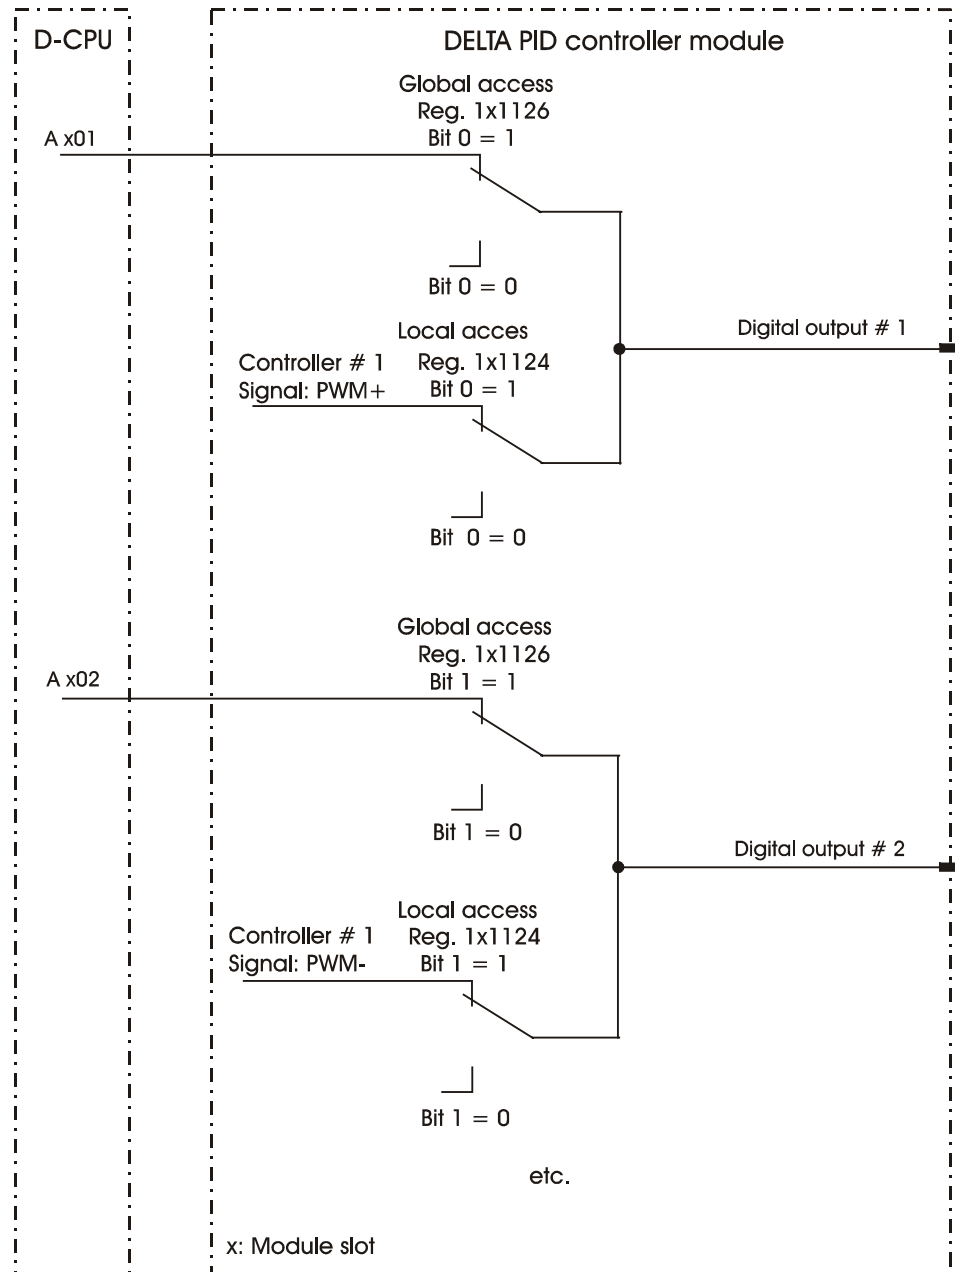 D-CPU
DELTA PID controller module
Global access
Reg. 1x1126
A x01
Bit 0 = 1
Bit 0 = 0
Digital output # 1
Local acces
Controller # 1
Reg. 1x1124
Signal: PWM+
Bit 0 = 1
Bit 0 = 0
Global access
Reg. 1x1126
A x02
Bit 1 = 1
Bit 1 = 0
Digital output # 2
Local access
Controller # 1
Reg. 1x1124
Signal: PWM-
Bit 1 = 1
Bit 1 = 0
etc.
x: Module slot